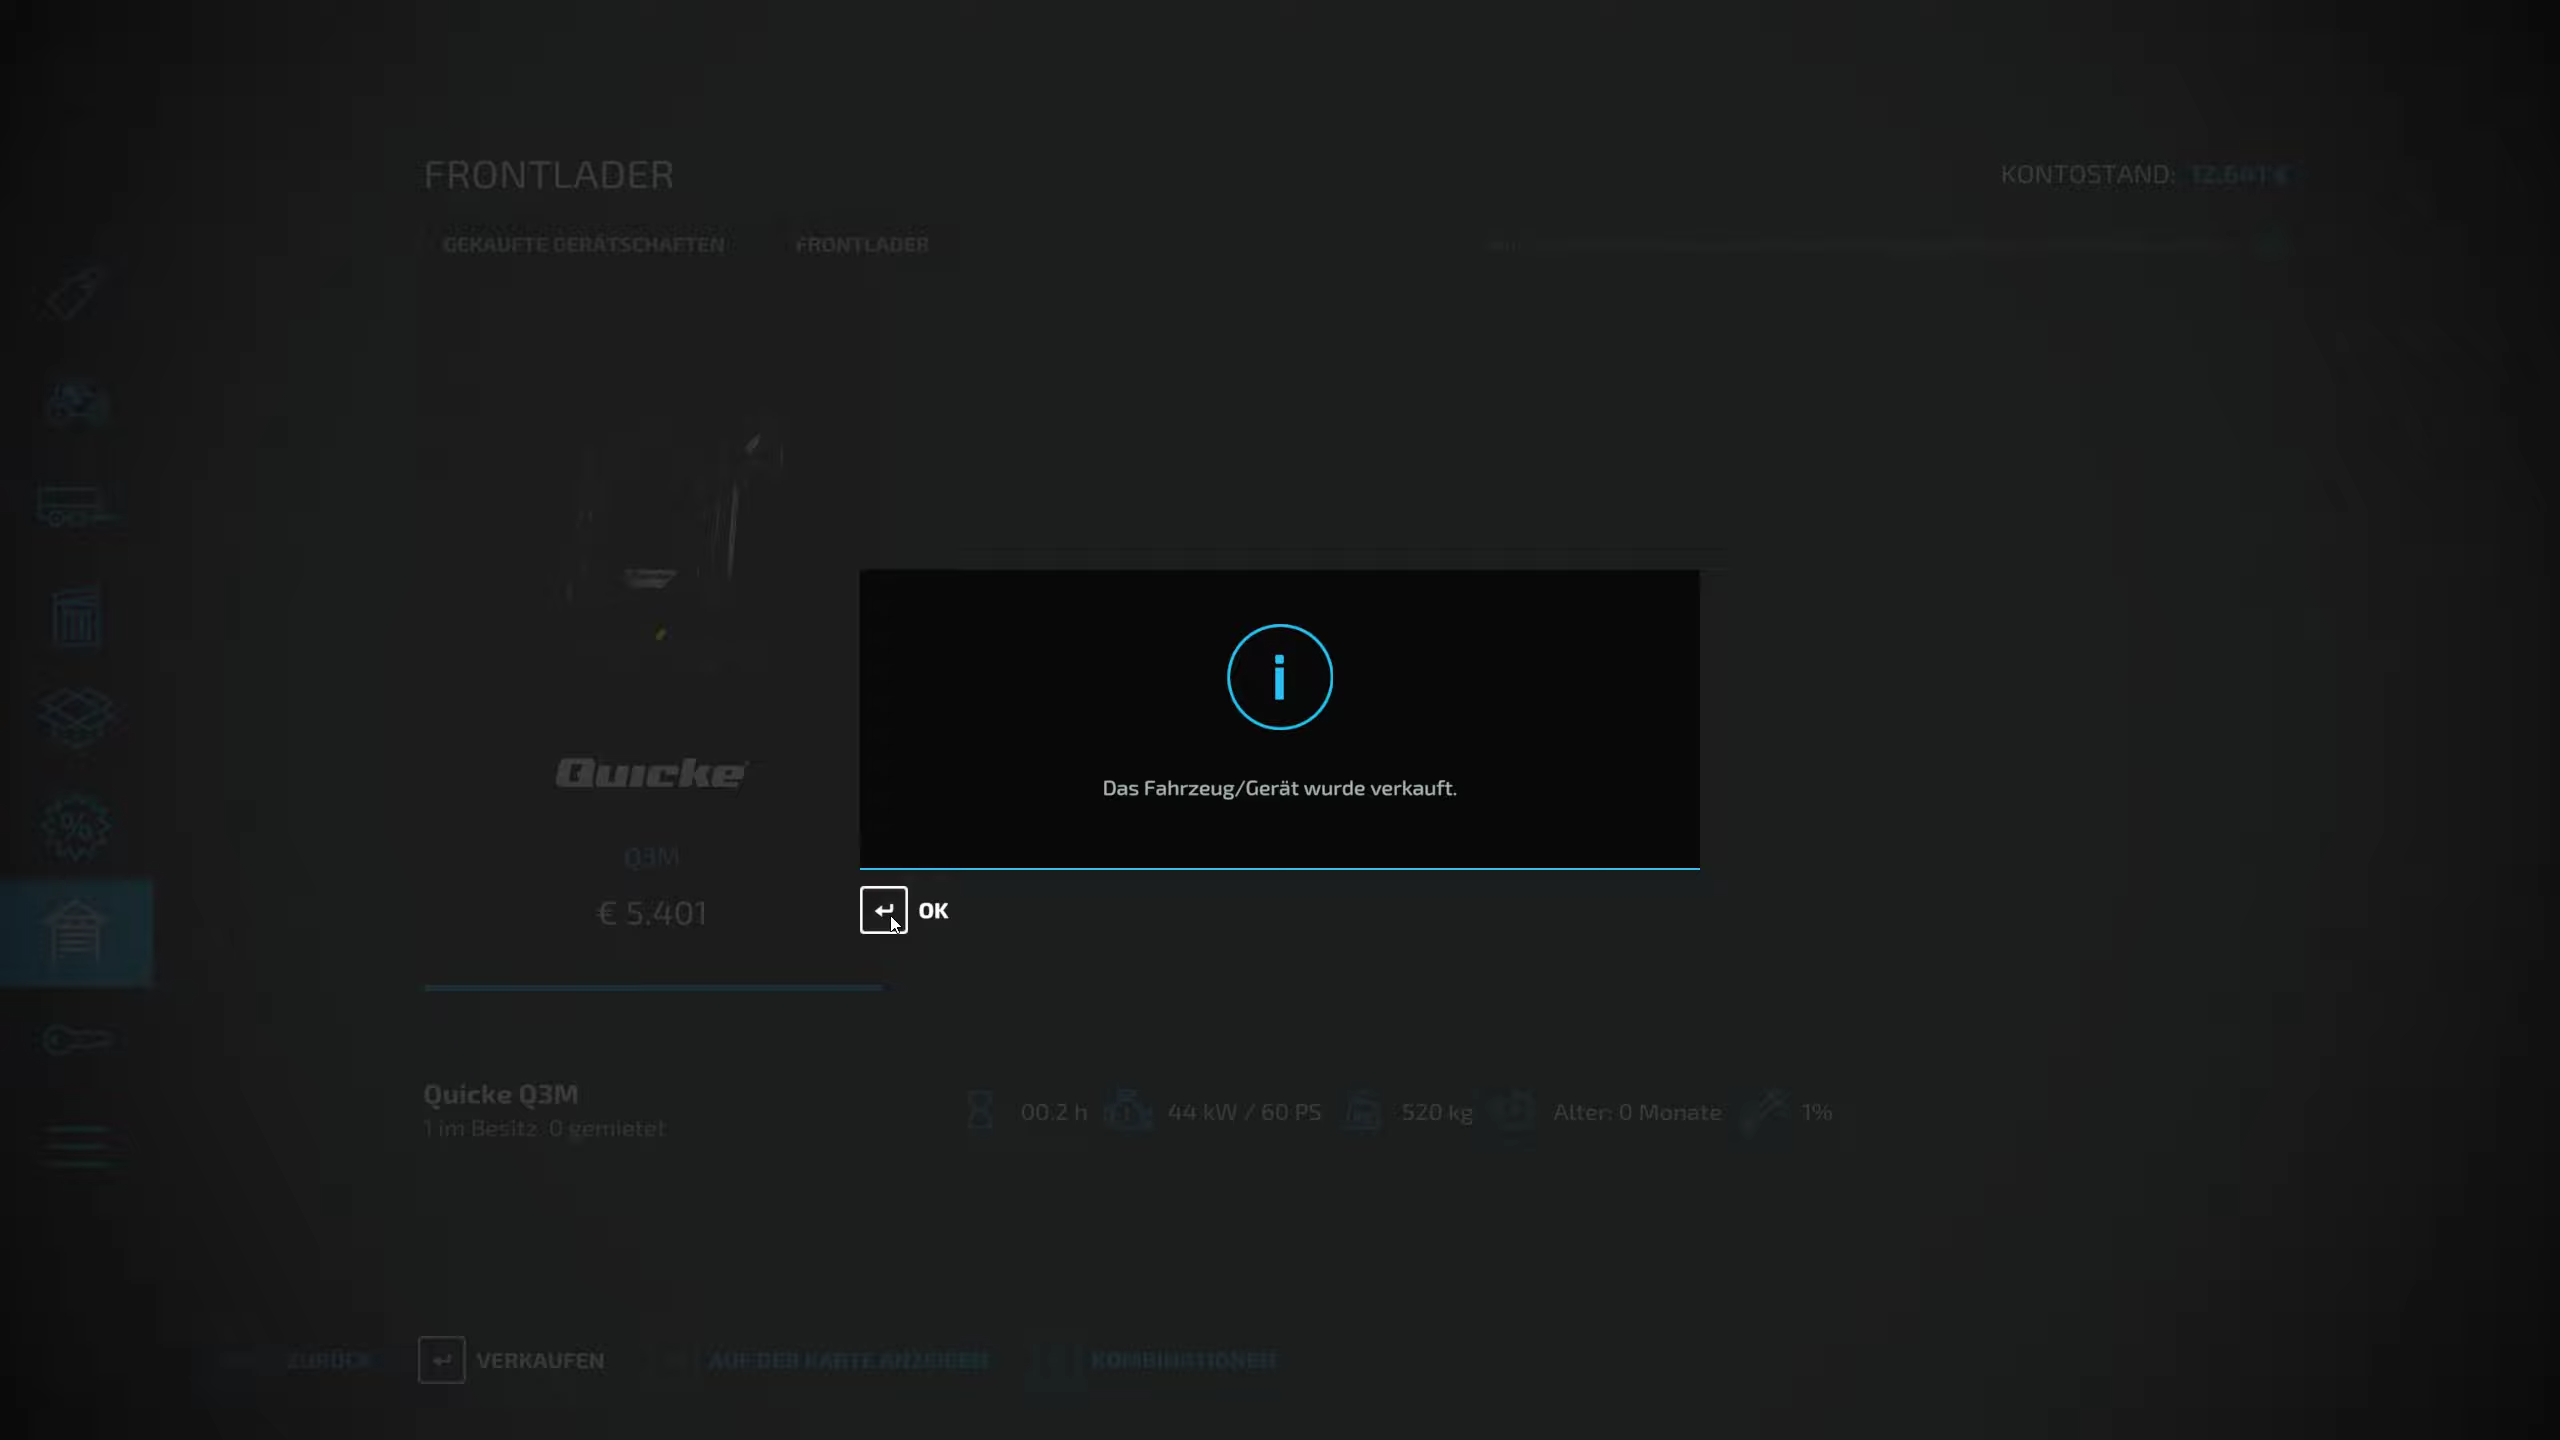 FRONTLADER
KONTOSTAND:
GEKAUFTE GERÄTSCHAFTEN FRONTLADER
Das Fahrzeug/Gerät wurde verkauft.
OK
Quicke
Q3M
€ 5.401
Quicke Q3M
1 im Besitz, 0 gemietet
00.2 h 44 kW / 60 PS 520 kg Alter: 0 Monate 1%
ZURÜCK VERKAUFEN AUF DER KARTE ANZEIGEN KOMBINATIONEN